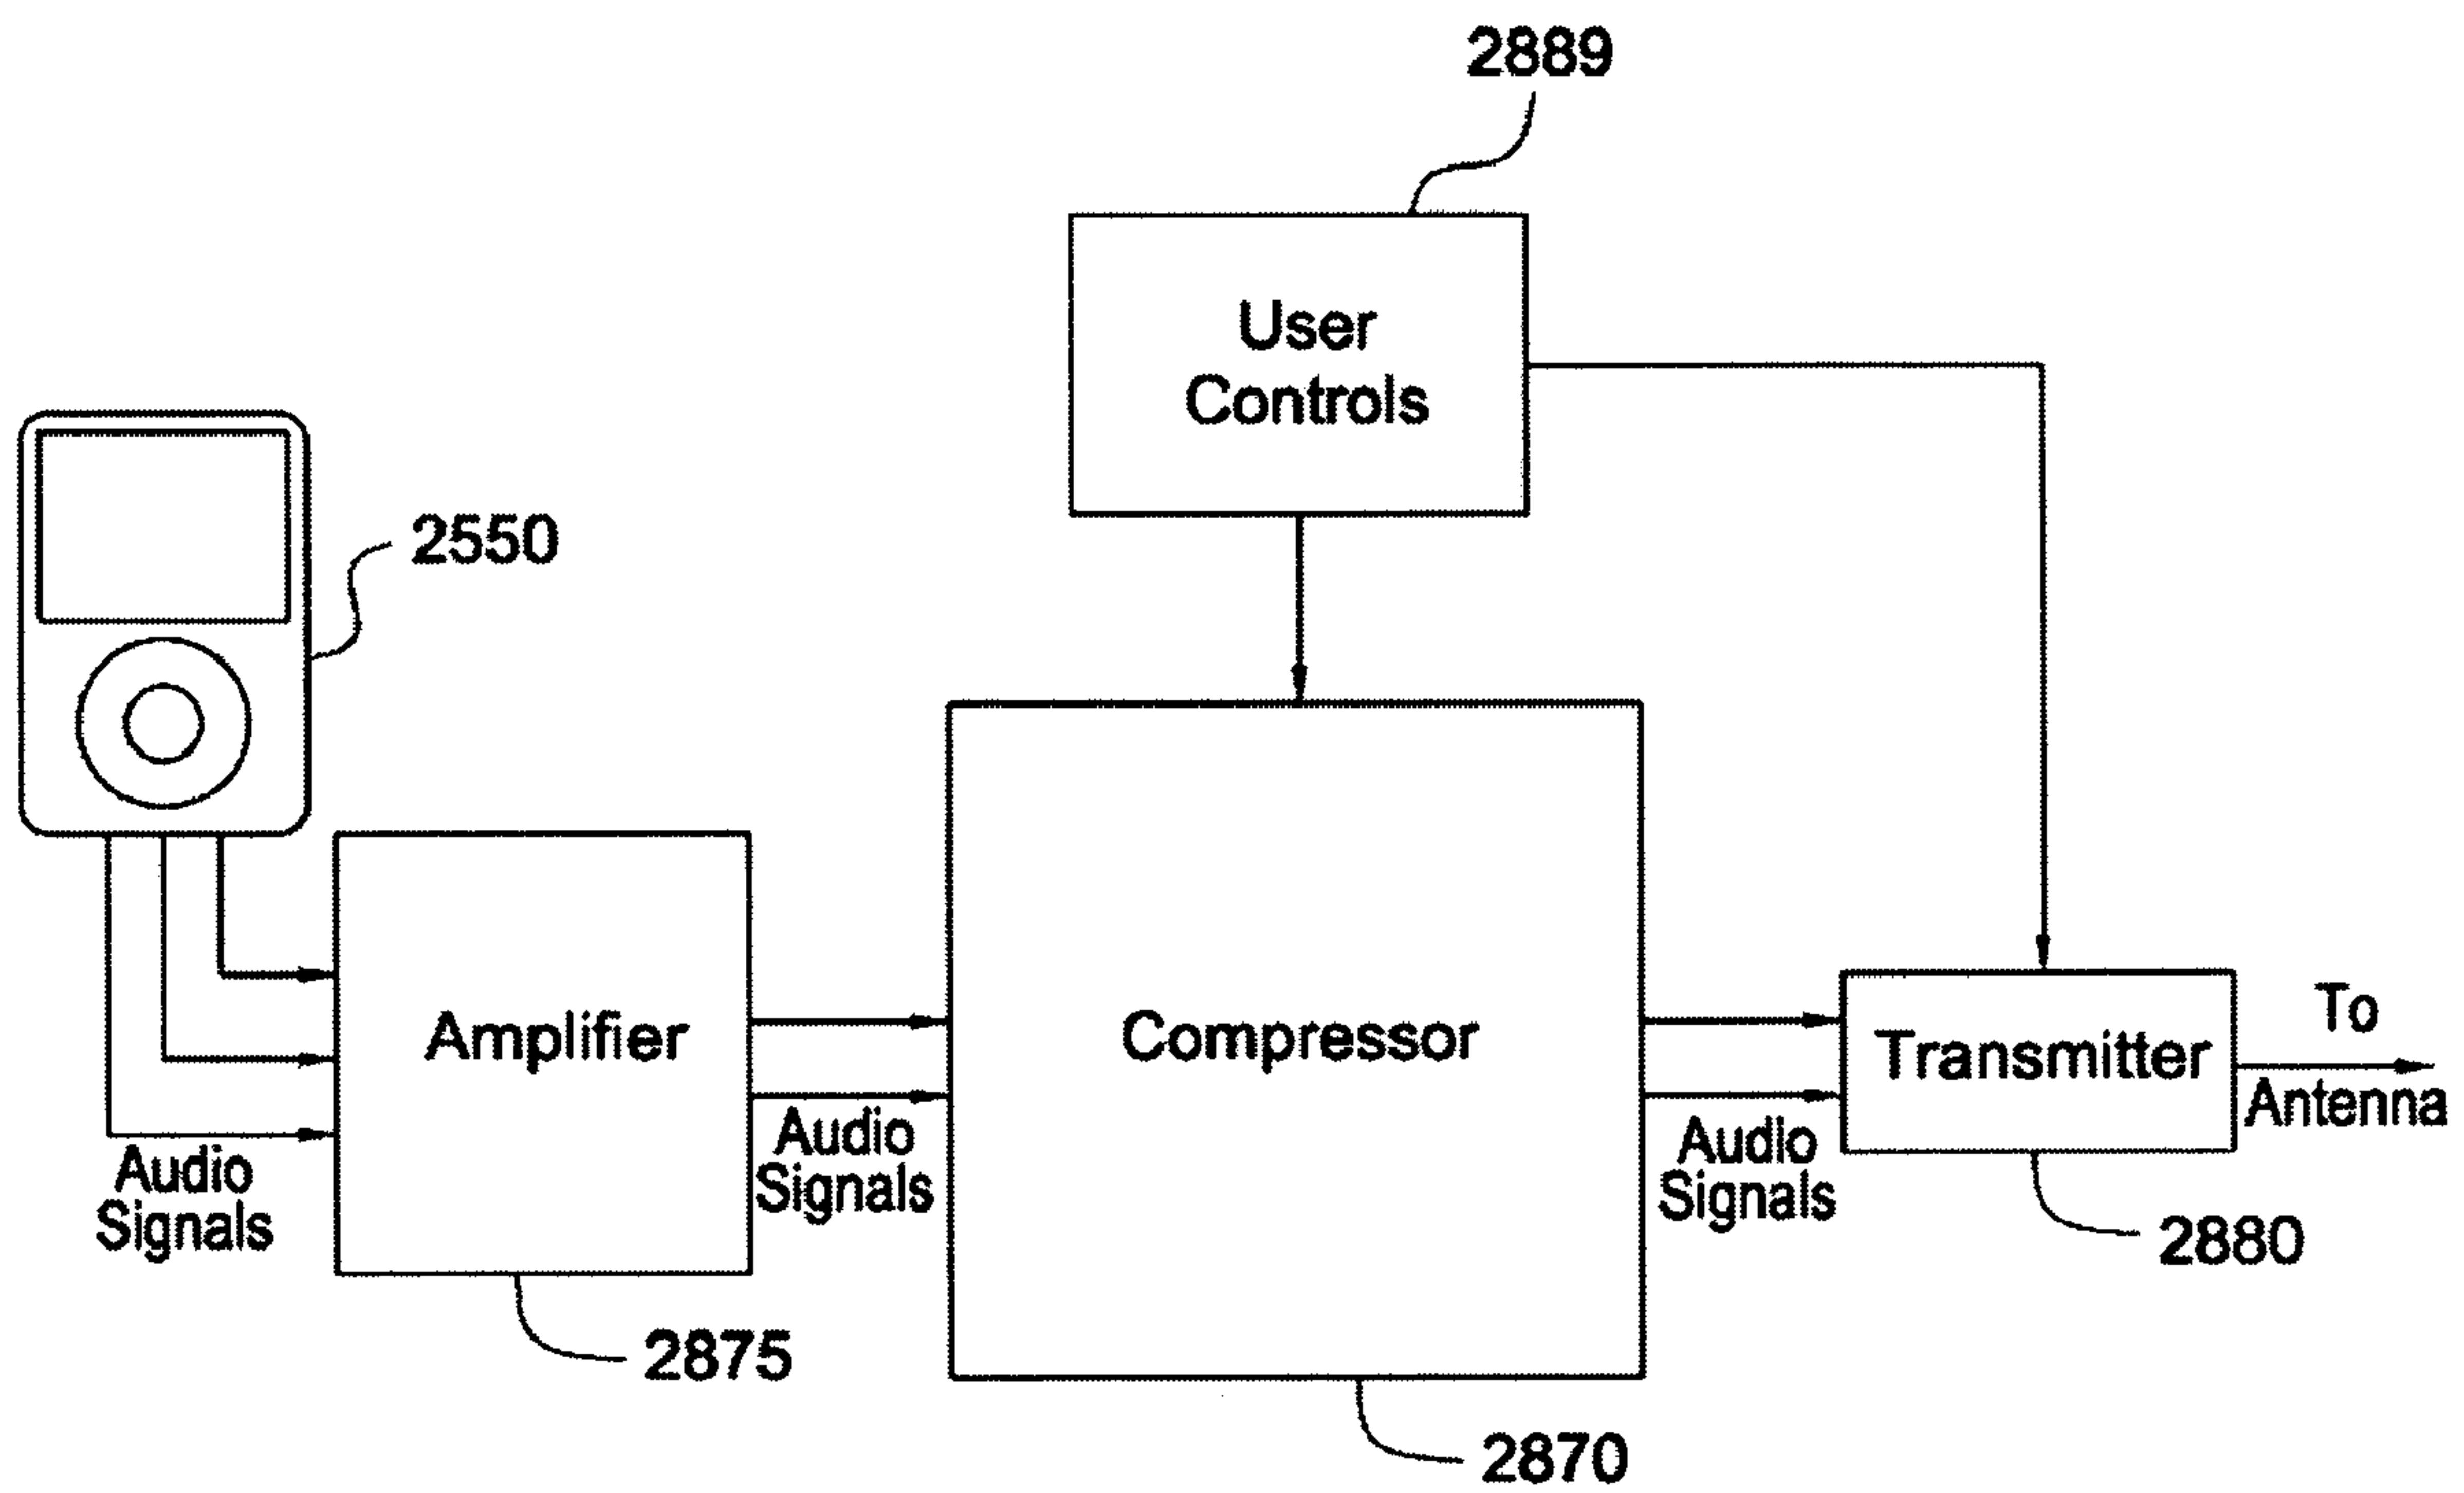 2889
User
Controls
2550
Amplifier
Compressor
Transmitter
To
Antenna
Audio
Signals
Audio
Signals
Audio
Signals
2880
2875
2870